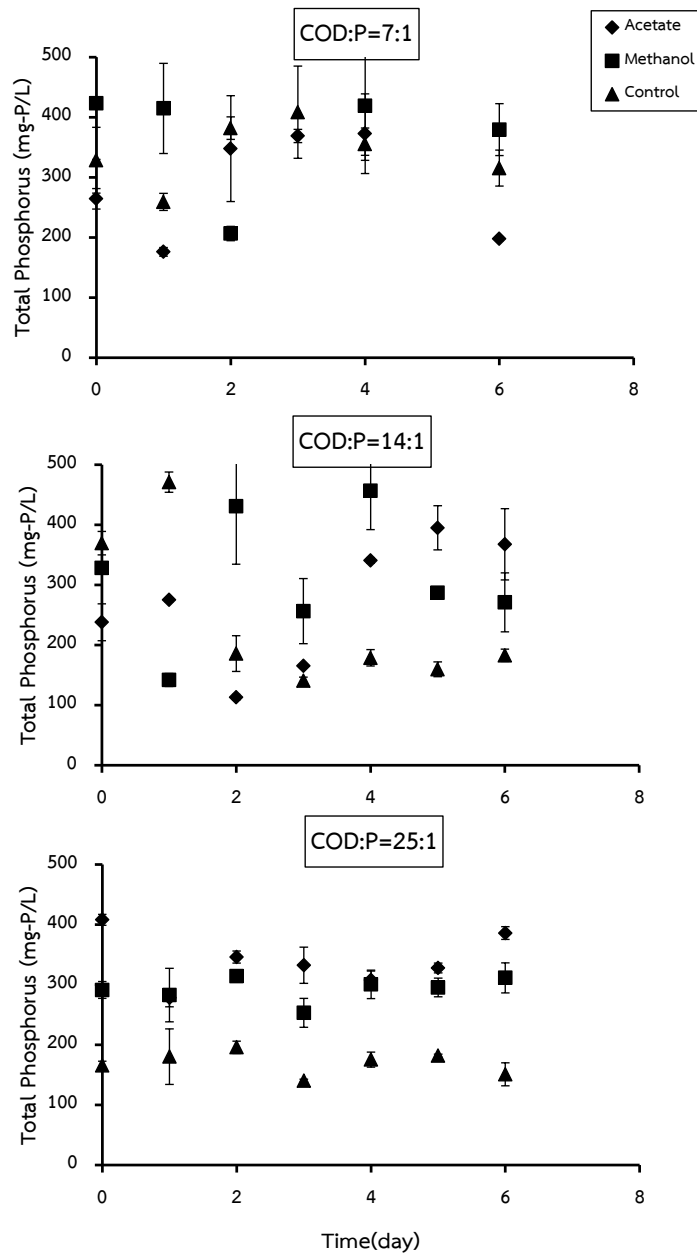 COD:P=7:1
Acetate
Methanol
Control
Total Phosphorus (mg-P/L)
500
400
300
200
100
0
0 2 4 6 8
COD:P=14:1
Total Phosphorus (mg-P/L)
500
400
300
200
100
0
0 2 4 6 8
COD:P=25:1
Total Phosphorus (mg-P/L)
500
400
300
200
100
0
0 2 4 6 8
Time(day)